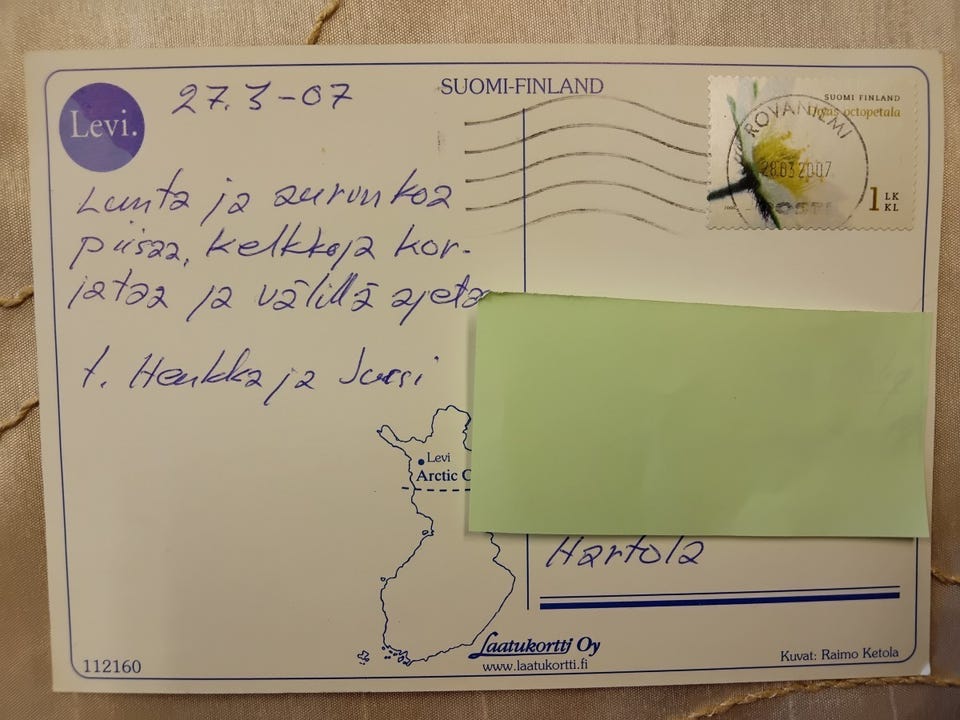 Levi.
27.3-07
SUOMI-FINLAND
SUOMI FINLAND
Dryas octopetala
1 LK
KL
ROVANIEMI
28.03.2007
POSTI
Lunta ja aurinkoa
piisaa, kelkkoja kor-
jataa ja välillä ajeta
t. Henkka ja Jussi
Levi
Arctic C
Hartola
Laatukortti Oy
www.laatukortti.fi
112160
Kuvat: Raimo Ketola